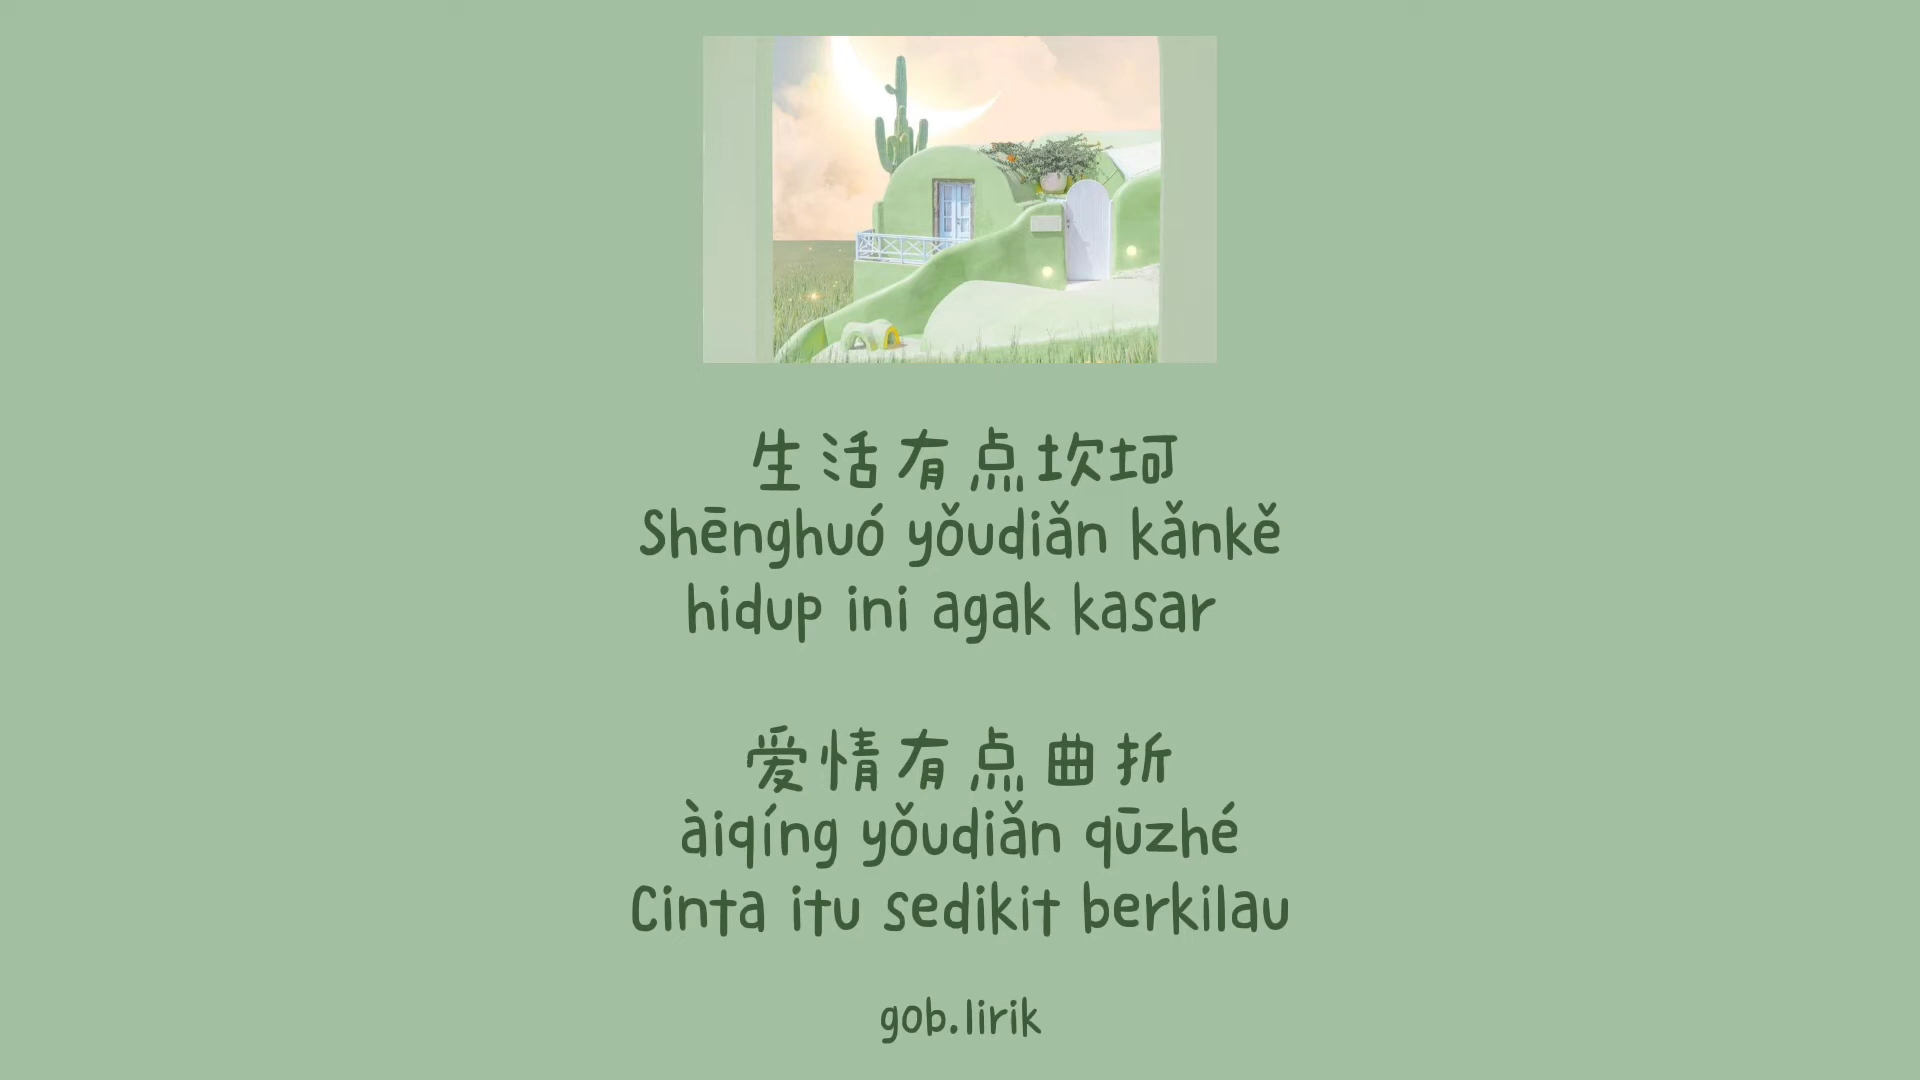 生活有点坎坷
Shēnghuó yǒudiǎn kǎnkě
hidup ini agak kasar
爱情有点曲折
àiqíng yǒudiǎn qūzhé
Cinta itu sedikit berkilau
gob.lirik